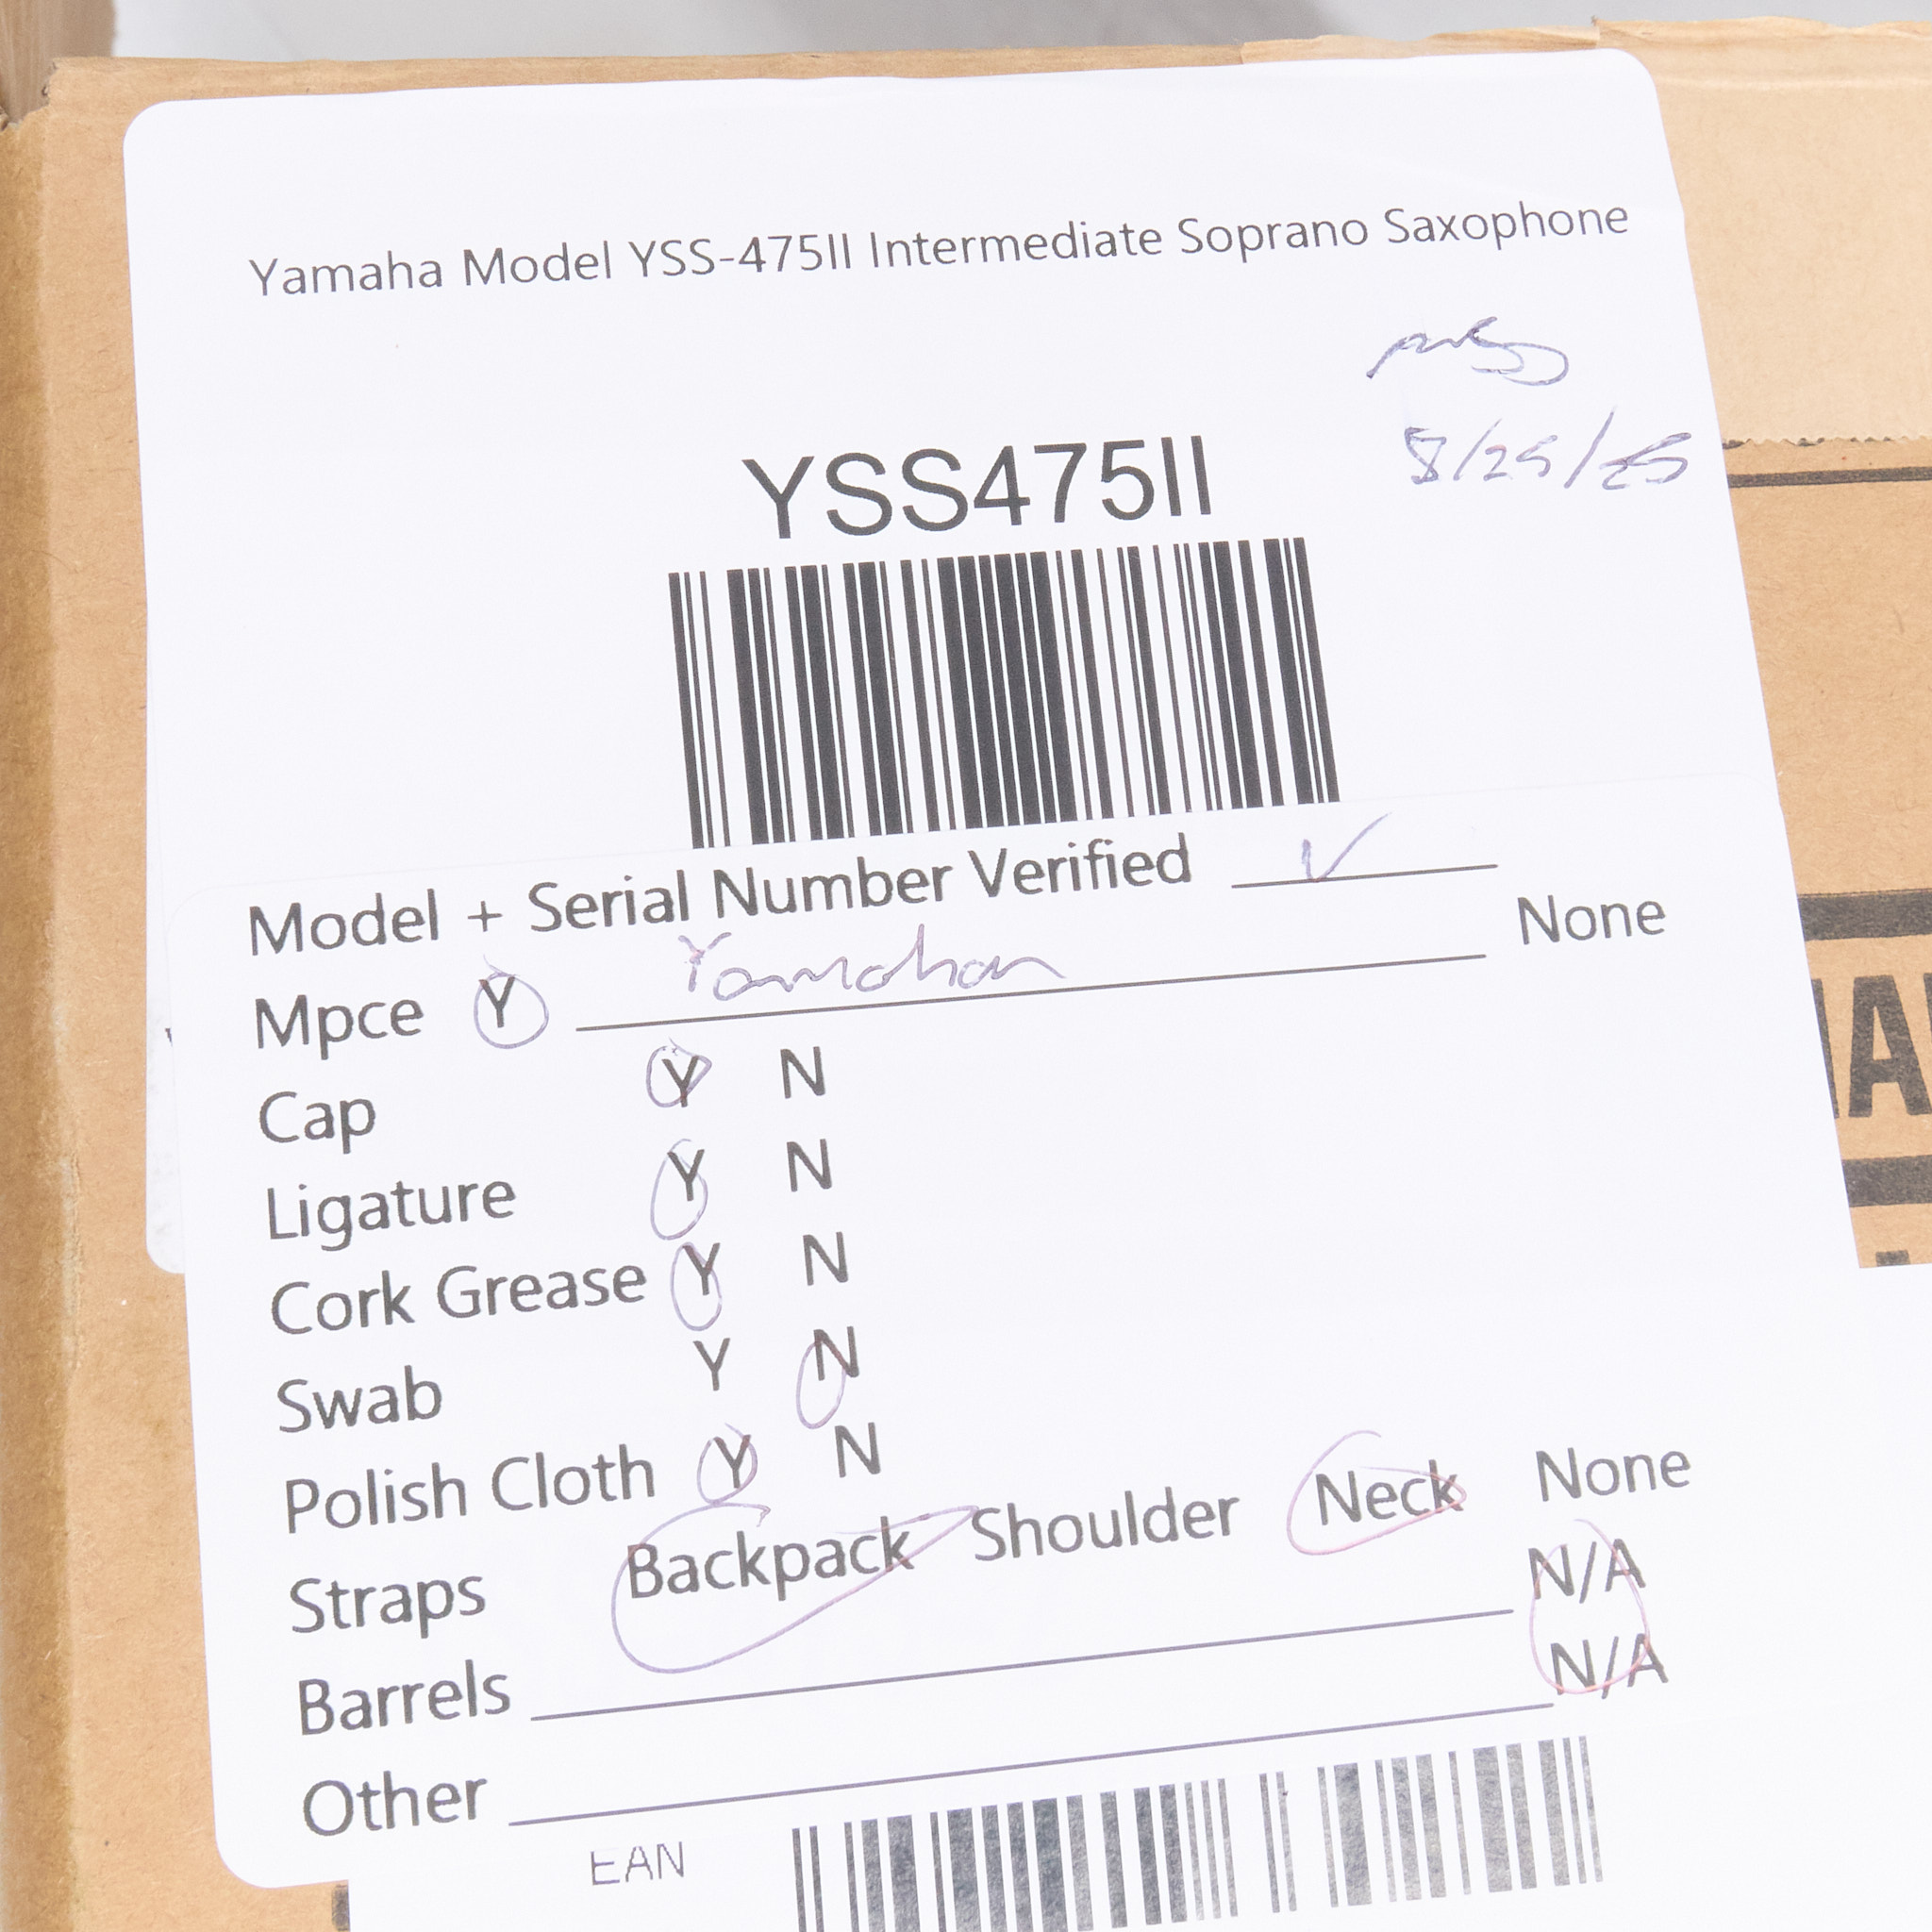 Yamaha Model YSS-475II Intermediate Soprano Saxophone
8/25/25
YSS475II
Model + Serial Number Verified ✓
Mpce Y Yamahan None
Cap Y N
Ligature Y N
Cork Grease Y N
Swab Y N
Polish Cloth Y N
Straps Backpack Shoulder Neck None
Barrels N/A
Other N/A
EAN